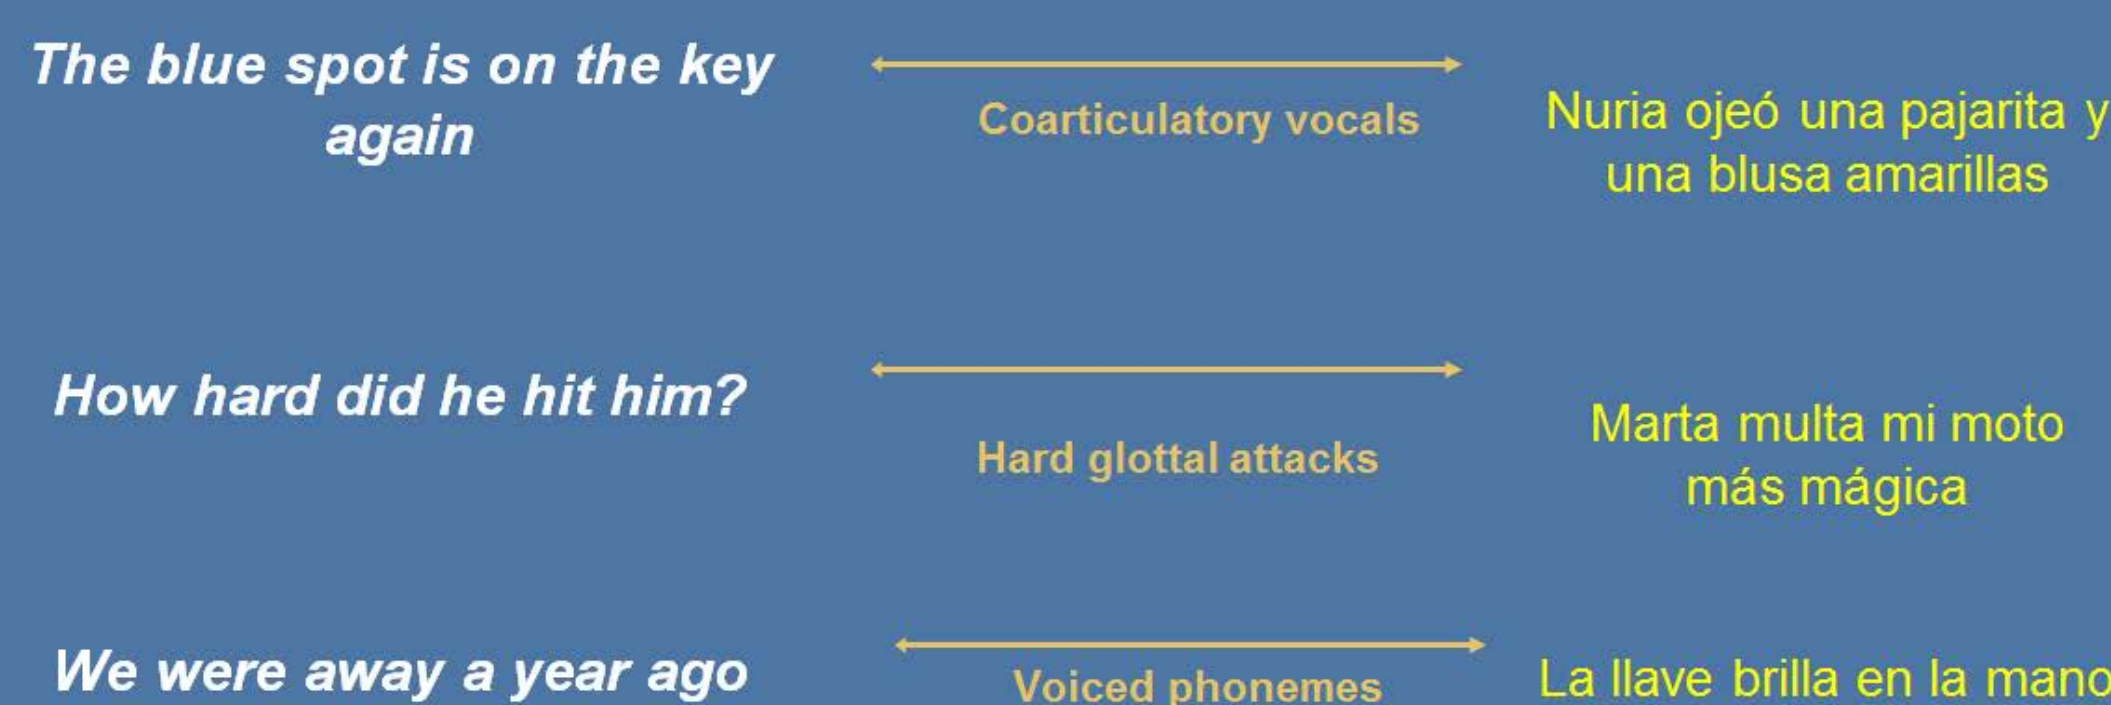 The blue spot is on the key
again
Coarticulatory vocals
Nuria ojeó una pajarita y
una blusa amarillas
How hard did he hit him?
Hard glottal attacks
Marta multa mi moto
más mágica
We were away a year ago
Voiced phonemes
La llave brilla en la mano